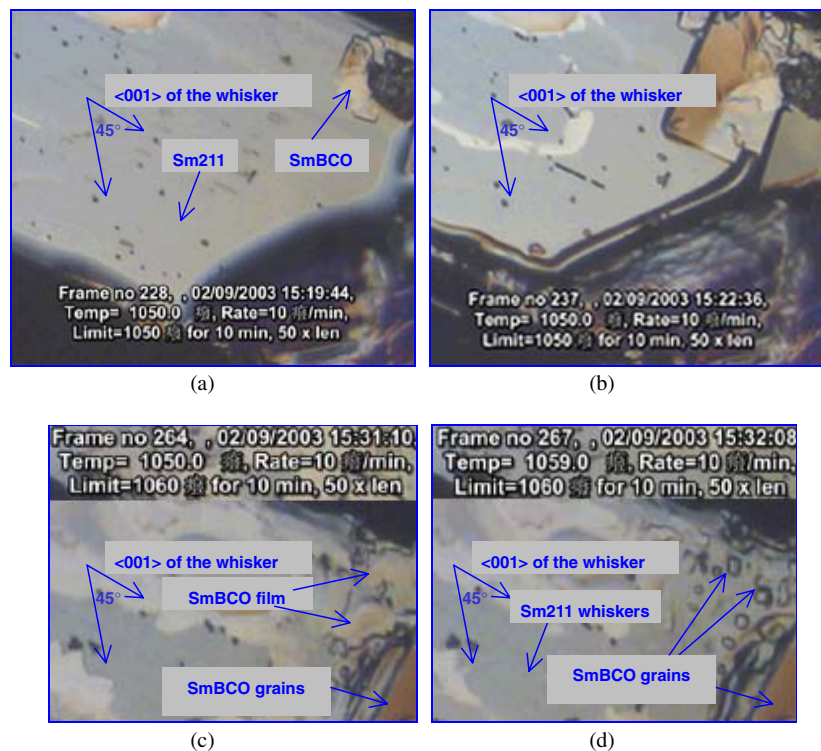 <001> of the whisker
45°
Sm211
SmBCO
Frame no 228, , 02/09/2003 15:19:44,
Temp= 1050.0 , Rate=10 /min,
Limit=1050 for 10 min, 50 x len
(a)
<001> of the whisker
45°
Frame no 237, , 02/09/2003 15:22:36,
Temp= 1050.0 , Rate=10 /min,
Limit=1050 for 10 min, 50 x len
(b)
Frame no 264, , 02/09/2003 15:31:10,
Temp= 1050.0 , Rate=10 /min,
Limit=1060 for 10 min, 50 x len
<001> of the whisker
45°
SmBCO film
SmBCO grains
(c)
Frame no 267, , 02/09/2003 15:32:08
Temp= 1059.0 , Rate=10 /min,
Limit=1060 for 10 min, 50 x len
<001> of the whisker
45°
Sm211 whiskers
SmBCO grains
(d)